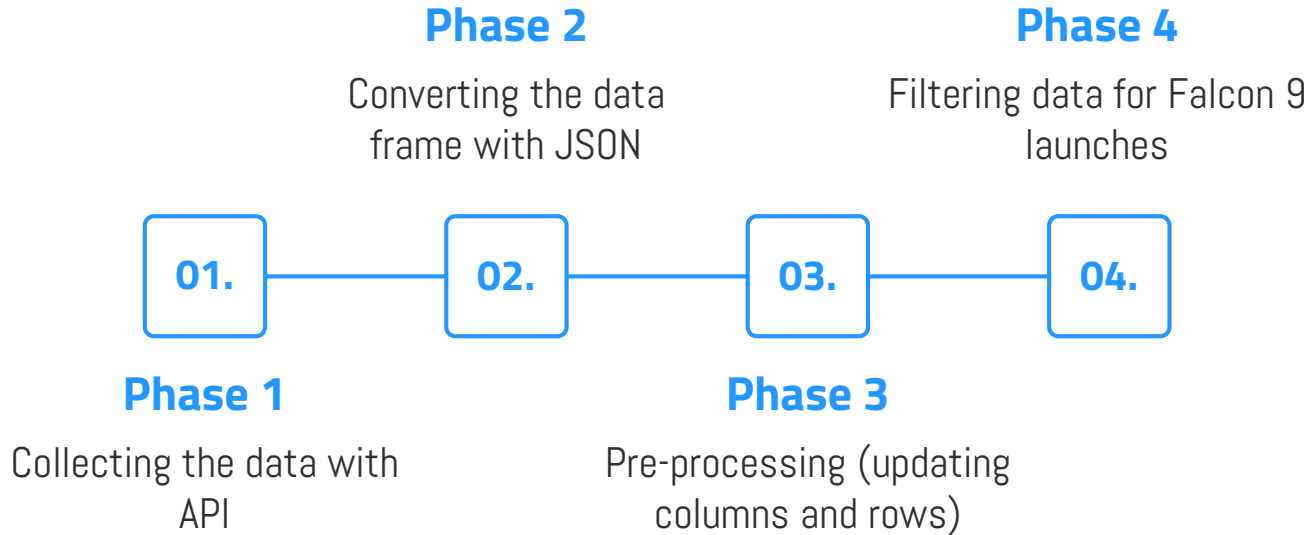 Phase 2
Converting the data
frame with JSON
Phase 4
Filtering data for Falcon 9
launches
01.
02.
03.
04.
Phase 1
Collecting the data with
API
Phase 3
Pre-processing (updating
columns and rows)